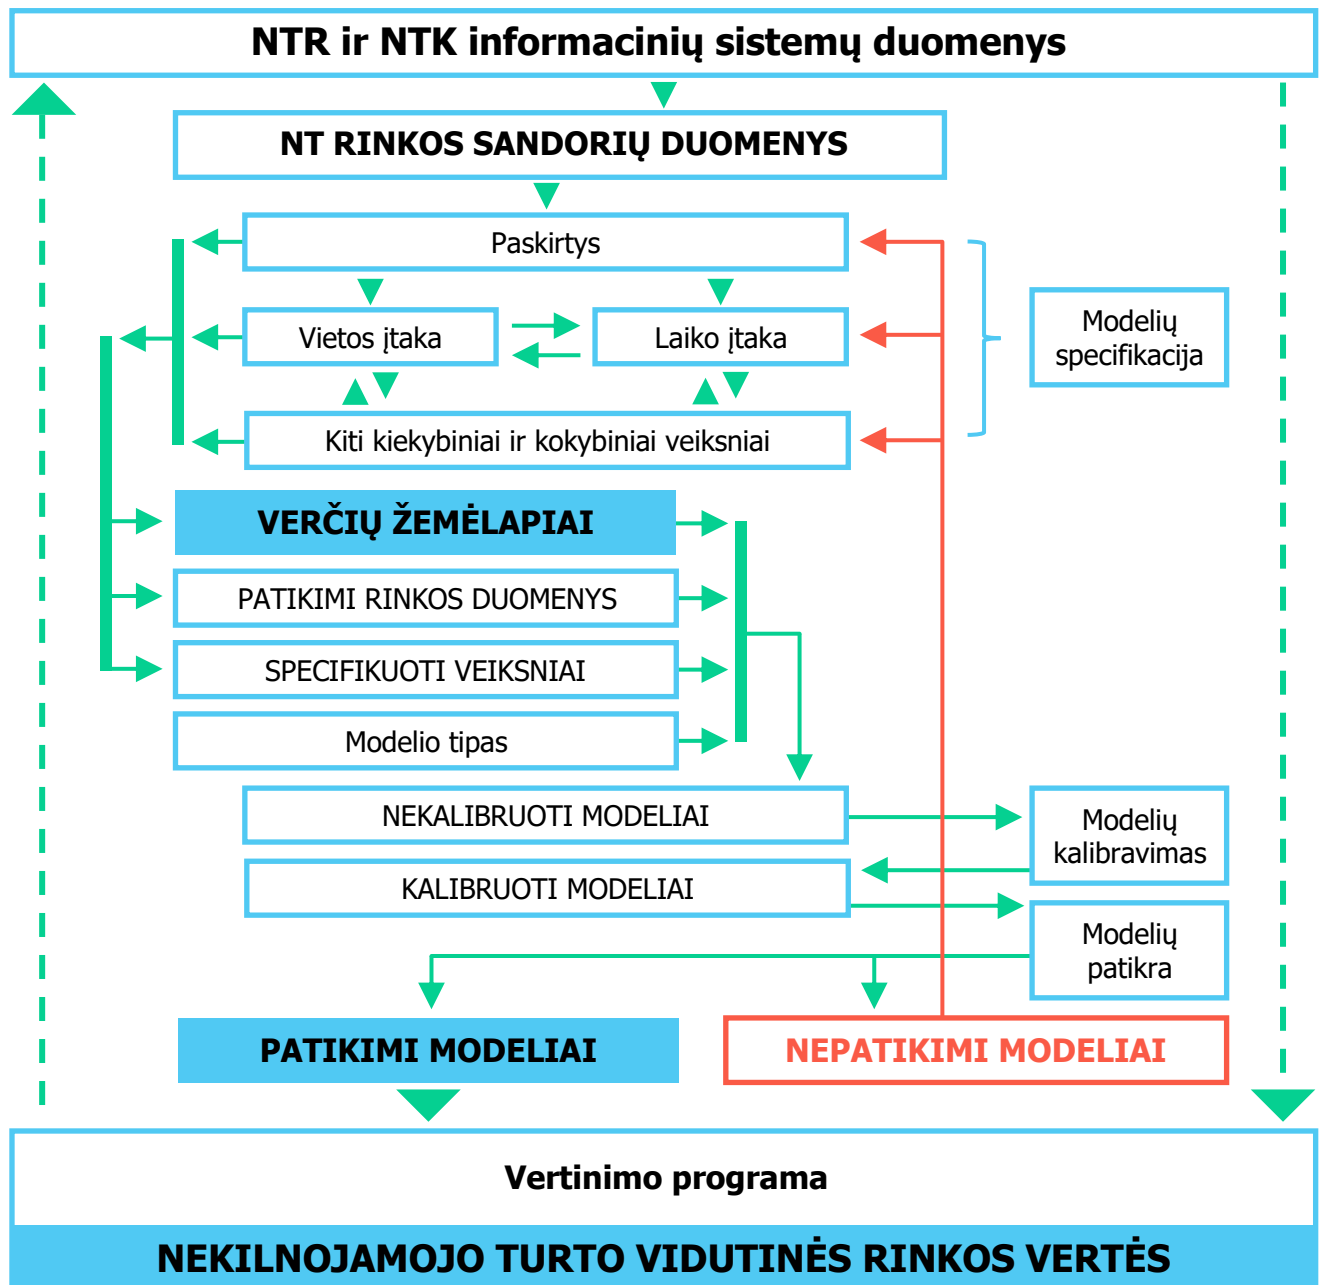 NTR ir NTK informacinių sistemų duomenys
NT RINKOS SANDORIŲ DUOMENYS
Paskirtys
Vietos įtaka
Laiko įtaka
Modelių
specifikacija
Kiti kiekybiniai ir kokybiniai veiksniai
VERČIŲ ŽEMĖLAPIAI
PATIKIMI RINKOS DUOMENYS
SPECIFIKUOTI VEIKSNIAI
Modelio tipas
NEKALIBRUOTI MODELIAI
Modelių
kalibravimas
KALIBRUOTI MODELIAI
Modelių
patikra
PATIKIMI MODELIAI
NEPATIKIMI MODELIAI
Vertinimo programa
NEKILNOJAMOJO TURTO VIDUTINĖS RINKOS VERTĖS